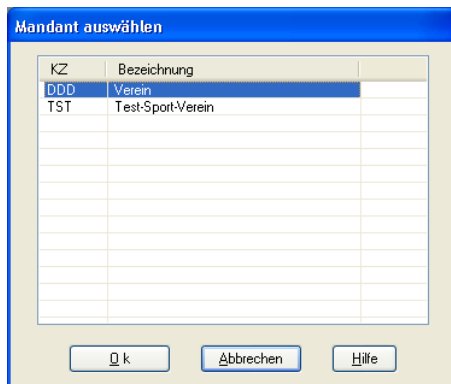 Mandant auswählen
KZ Bezeichnung
DDD Verein
TST Test-Sport-Verein
Ok Abbrechen Hilfe